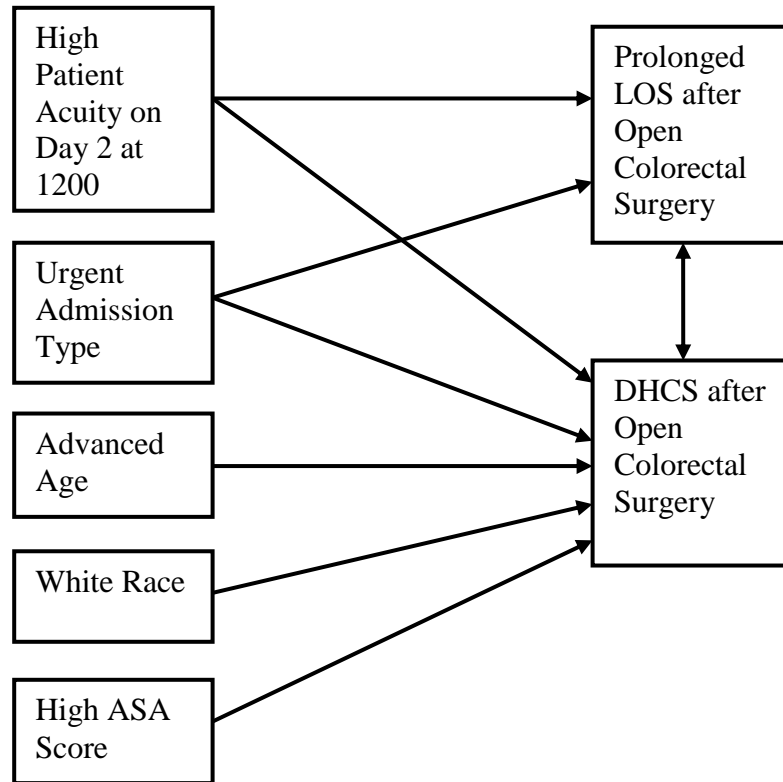 High
Patient
Acuity on
Day 2 at
1200
Urgent
Admission
Type
Advanced
Age
White Race
High ASA
Score
Prolonged
LOS after
Open
Colorectal
Surgery
DHCS after
Open
Colorectal
Surgery